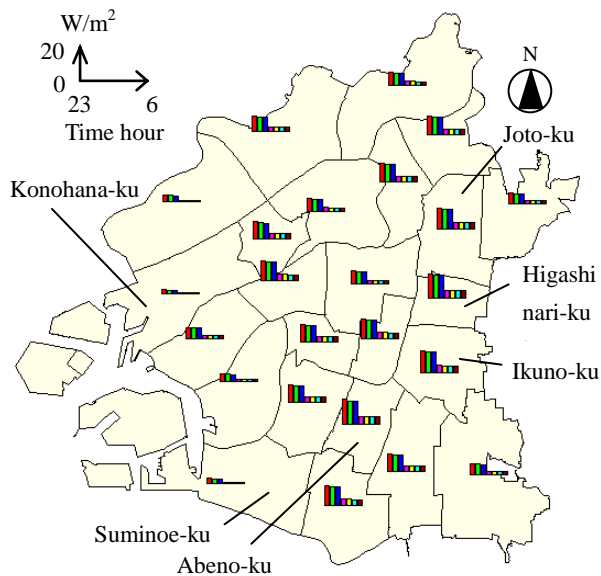 W/m²
20
0
23 6
Time hour
N
Joto-ku
Konohana-ku
Higashi
nari-ku
Ikuno-ku
Suminoe-ku
Abeno-ku